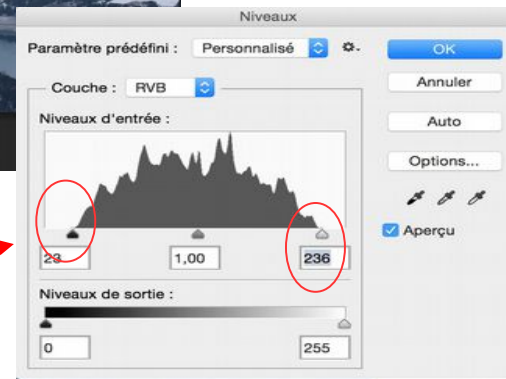 Niveaux
Paramètre prédéfini : Personnalisé
OK
Couche : RVB
Annuler
Niveaux d'entrée :
Auto
Options...
Aperçu
23 1,00 236
Niveaux de sortie :
0 255